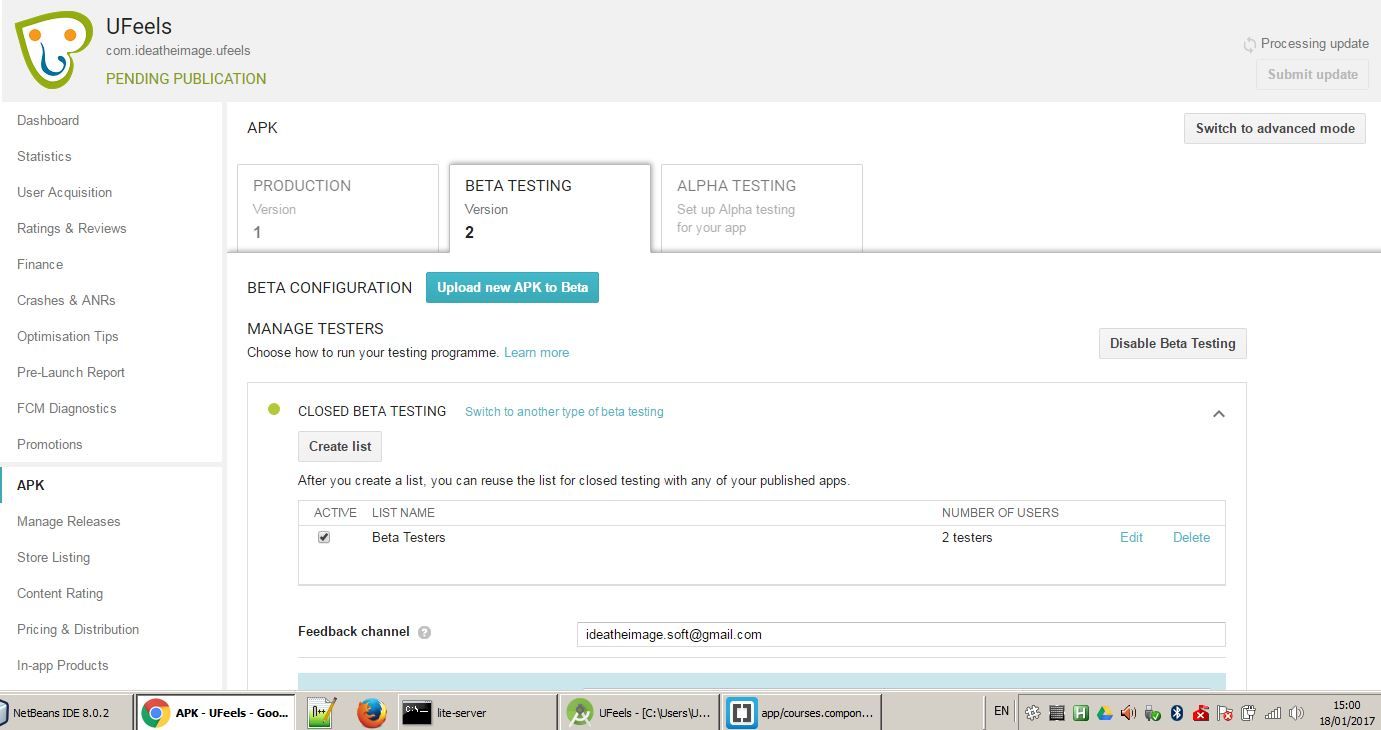 UFeels
com.ideatheimage.ufeels
PENDING PUBLICATION
Processing update
Submit update
Dashboard
Statistics
User Acquisition
Ratings & Reviews
Finance
Crashes & ANRs
Optimisation Tips
Pre-Launch Report
FCM Diagnostics
Promotions
APK
Manage Releases
Store Listing
Content Rating
Pricing & Distribution
In-app Products
APK
Switch to advanced mode
PRODUCTION
Version
1
BETA TESTING
Version
2
ALPHA TESTING
Set up Alpha testing
for your app
BETA CONFIGURATION
Upload new APK to Beta
MANAGE TESTERS
Choose how to run your testing programme. Learn more
Disable Beta Testing
CLOSED BETA TESTING
Switch to another type of beta testing
Create list
After you create a list, you can reuse the list for closed testing with any of your published apps.
ACTIVE LIST NAME NUMBER OF USERS
Beta Testers 2 testers Edit Delete
Feedback channel ?
ideatheimage.soft@gmail.com
NetBeans IDE 8.0.2
APK - UFeels - Goo...
lite-server
UFeels - [C:\Users\U...
app/courses.compon...
EN
15:00
18/01/2017